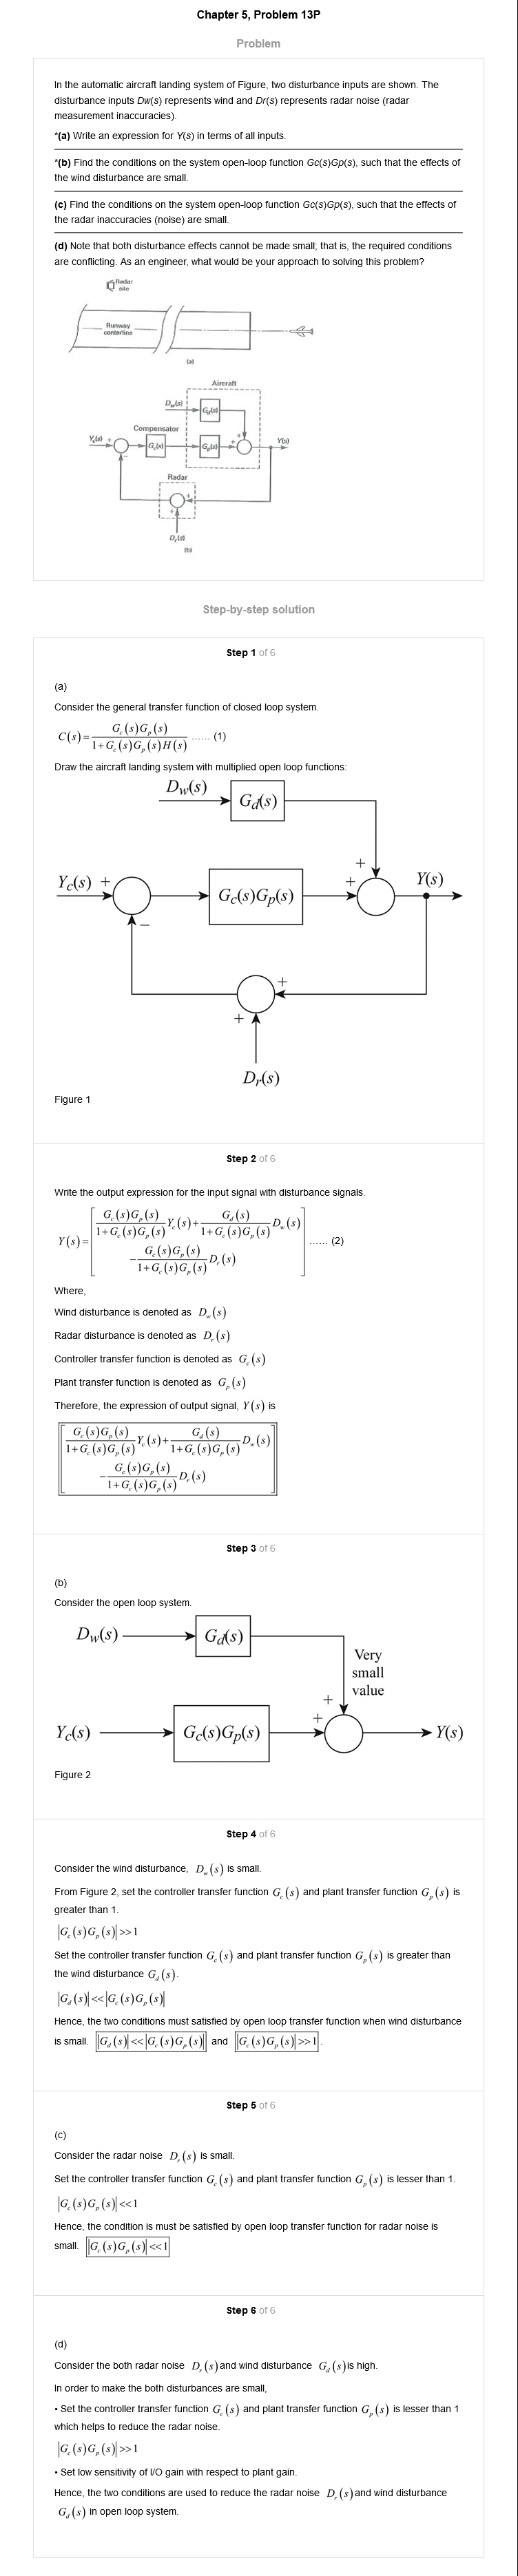 Chapter 5, Problem 13P
Problem
In the automatic aircraft landing system of Figure, two disturbance inputs are shown. The
disturbance inputs Dw(s) represents wind and Dr(s) represents radar noise (radar
measurement inaccuracies).
*(a) Write an expression for Y(s) in terms of all inputs.
*(b) Find the conditions on the system open-loop function Gc(s)Gp(s), such that the effects of
the wind disturbance are small.
(c) Find the conditions on the system open-loop function Gc(s)Gp(s), such that the effects of
the radar inaccuracies (noise) are small.
(d) Note that both disturbance effects cannot be made small; that is, the required conditions
are conflicting. As an engineer, what would be your approach to solving this problem?
Radar
site
Runway
centerline
(a)
Aircraft
D_w(s)
G_d(s)
Compensator
Y_c(s) +
G_c(s)
G_p(s)
+ +
Y(s)
−
Radar
+
+
D_r(s)
(b)
Step-by-step solution
Step 1 of 6
(a)
Consider the general transfer function of closed loop system.
C(s) = G_c(s)G_p(s) / 1+G_c(s)G_p(s)H(s) ...... (1)
Draw the aircraft landing system with multiplied open loop functions:
D_w(s)
G_d(s)
+
Y_c(s) + G_c(s)G_p(s) + Y(s)
−
+
+
D_r(s)
Figure 1
Step 2 of 6
Write the output expression for the input signal with disturbance signals.
Y(s) = [ G_c(s)G_p(s) / 1+G_c(s)G_p(s) Y_c(s) + G_d(s) / 1+G_c(s)G_p(s) D_w(s)
− G_c(s)G_p(s) / 1+G_c(s)G_p(s) D_r(s) ] ...... (2)
Where,
Wind disturbance is denoted as D_w(s)
Radar disturbance is denoted as D_r(s)
Controller transfer function is denoted as G_c(s)
Plant transfer function is denoted as G_p(s)
Therefore, the expression of output signal, Y(s) is
[ G_c(s)G_p(s) / 1+G_c(s)G_p(s) Y_c(s) + G_d(s) / 1+G_c(s)G_p(s) D_w(s)
− G_c(s)G_p(s) / 1+G_c(s)G_p(s) D_r(s) ]
Step 3 of 6
(b)
Consider the open loop system.
D_w(s) G_d(s)
Very
small
value
+
+
Y_c(s) G_c(s)G_p(s) Y(s)
Figure 2
Step 4 of 6
Consider the wind disturbance, D_w(s) is small.
From Figure 2, set the controller transfer function G_c(s) and plant transfer function G_p(s) is
greater than 1.
|G_c(s)G_p(s)| >> 1
Set the controller transfer function G_c(s) and plant transfer function G_p(s) is greater than
the wind disturbance G_d(s).
|G_d(s)| << |G_c(s)G_p(s)|
Hence, the two conditions must satisfied by open loop transfer function when wind disturbance
is small. |G_d(s)| << |G_c(s)G_p(s)| and |G_c(s)G_p(s)| >> 1.
Step 5 of 6
(c)
Consider the radar noise D_r(s) is small.
Set the controller transfer function G_c(s) and plant transfer function G_p(s) is lesser than 1.
|G_c(s)G_p(s)| << 1
Hence, the condition is must be satisfied by open loop transfer function for radar noise is
small. |G_c(s)G_p(s)| << 1
Step 6 of 6
(d)
Consider the both radar noise D_r(s) and wind disturbance G_d(s) is high.
In order to make the both disturbances are small,
• Set the controller transfer function G_c(s) and plant transfer function G_p(s) is lesser than 1
which helps to reduce the radar noise.
|G_c(s)G_p(s)| >> 1
• Set low sensitivity of I/O gain with respect to plant gain.
Hence, the two conditions are used to reduce the radar noise D_r(s) and wind disturbance
G_d(s) in open loop system.